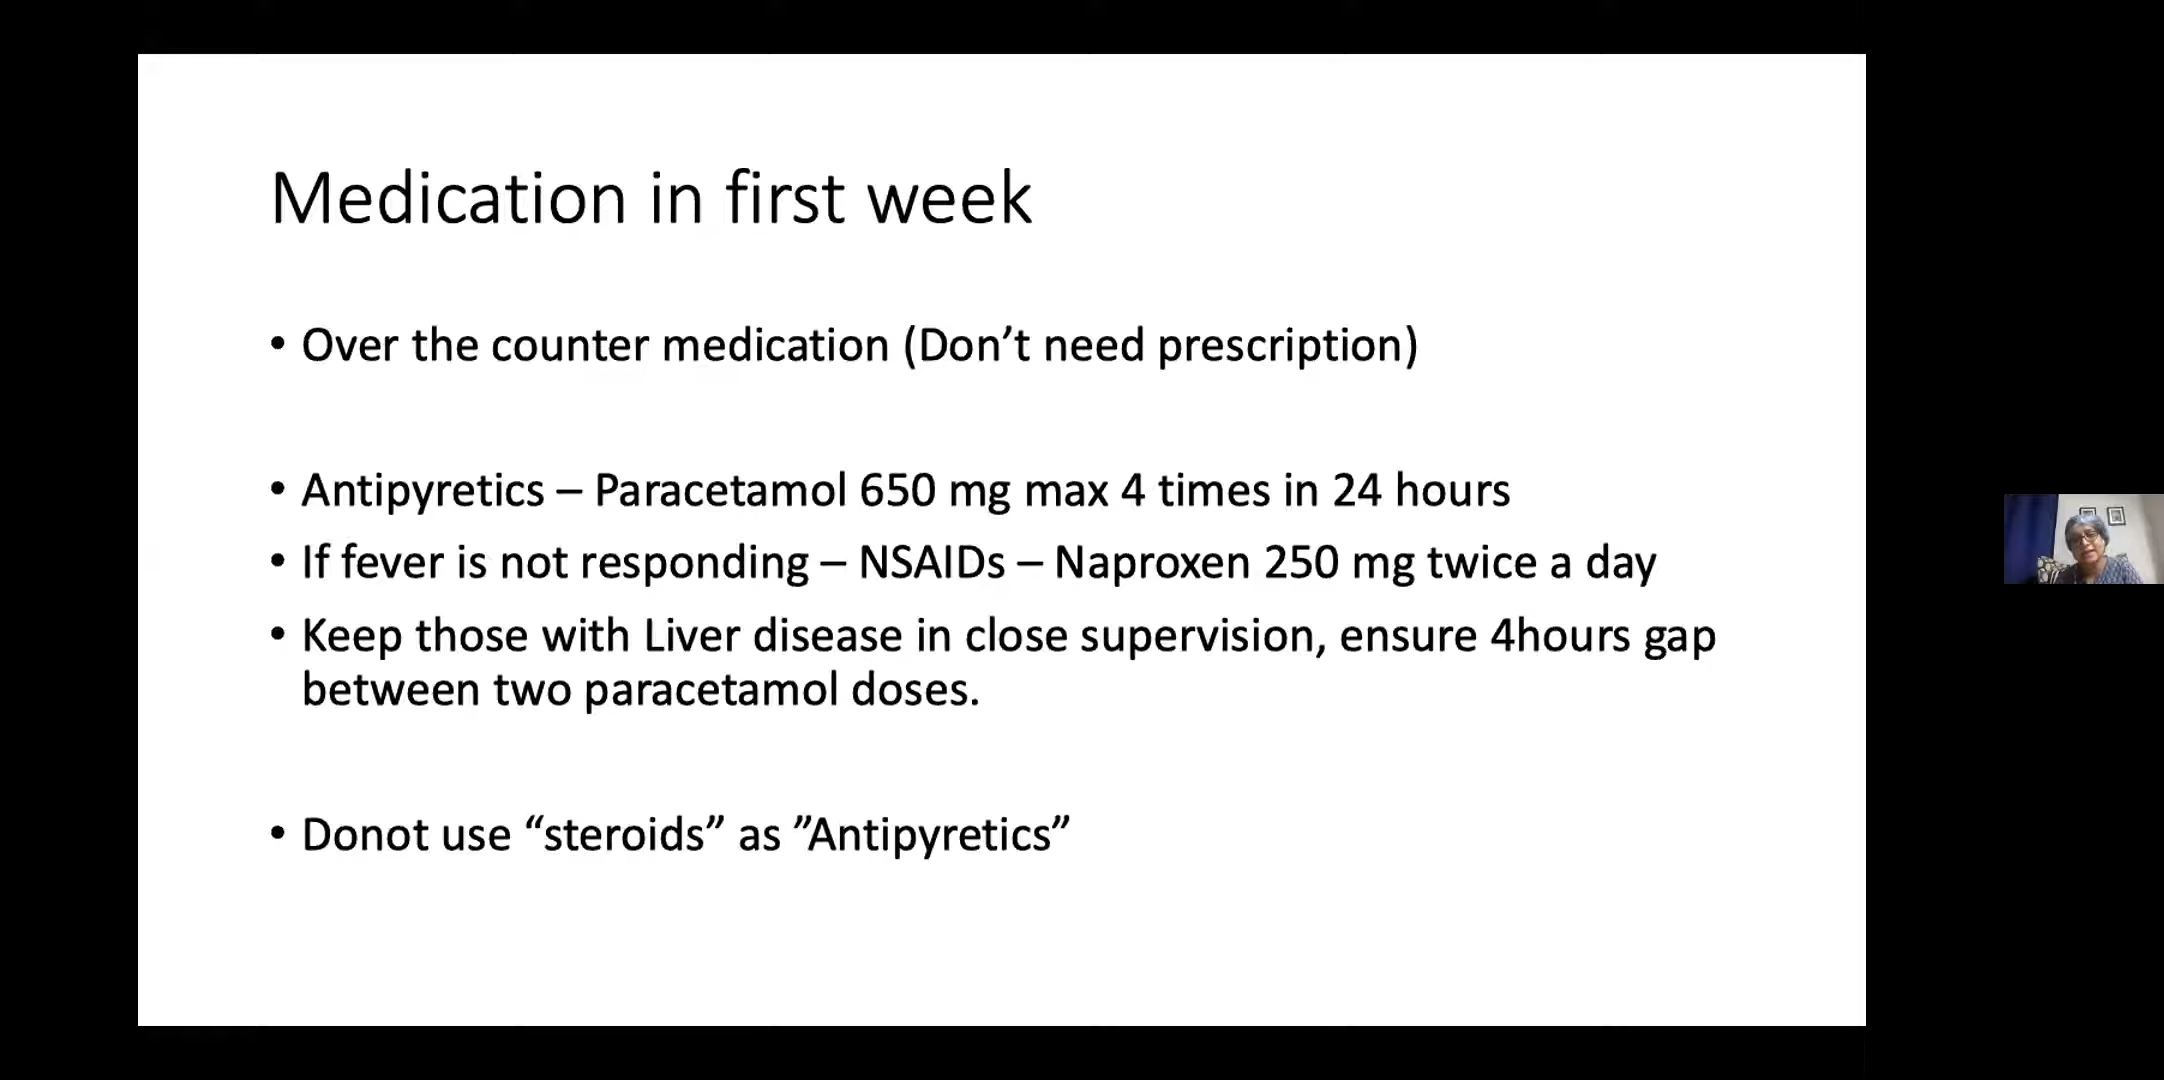 Medication in first week
• Over the counter medication (Don’t need prescription)
• Antipyretics – Paracetamol 650 mg max 4 times in 24 hours
• If fever is not responding – NSAIDs – Naproxen 250 mg twice a day
• Keep those with Liver disease in close supervision, ensure 4hours gap
between two paracetamol doses.
• Donot use “steroids” as ”Antipyretics”